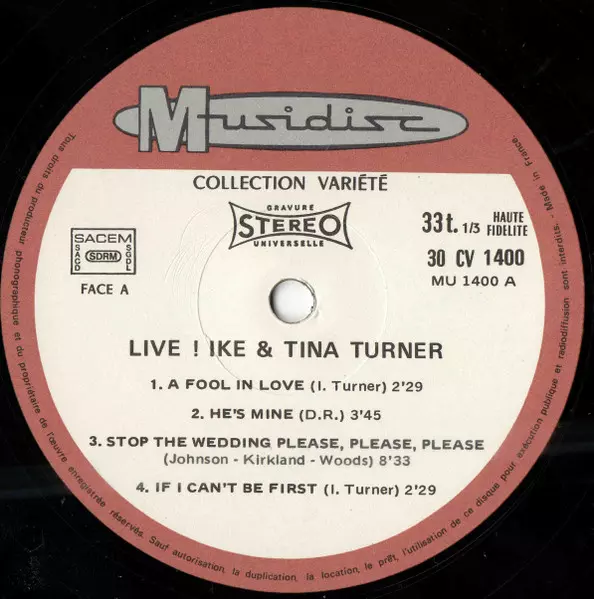 Musidisc
COLLECTION VARIÉTÉ
GRAVURE
STEREO
UNIVERSELLE
33t. 1/3 HAUTE FIDELITE
30 CV 1400
MU 1400 A
SACEM
SACD SDRM SGDL
FACE A
LIVE ! IKE & TINA TURNER
1. A FOOL IN LOVE (I. Turner) 2'29
2. HE'S MINE (D.R.) 3'45
3. STOP THE WEDDING PLEASE, PLEASE, PLEASE
(Johnson - Kirkland - Woods) 8'33
4. IF I CAN'T BE FIRST (I. Turner) 2'29
Tous droits du producteur phonographique et du propriétaire de l'œuvre enregistrée réservés. Sauf autorisation, la duplication, la location, le prêt, l'utilisation de ce disque pour exécution publique et radiodiffusion sont interdits. - Made in France.